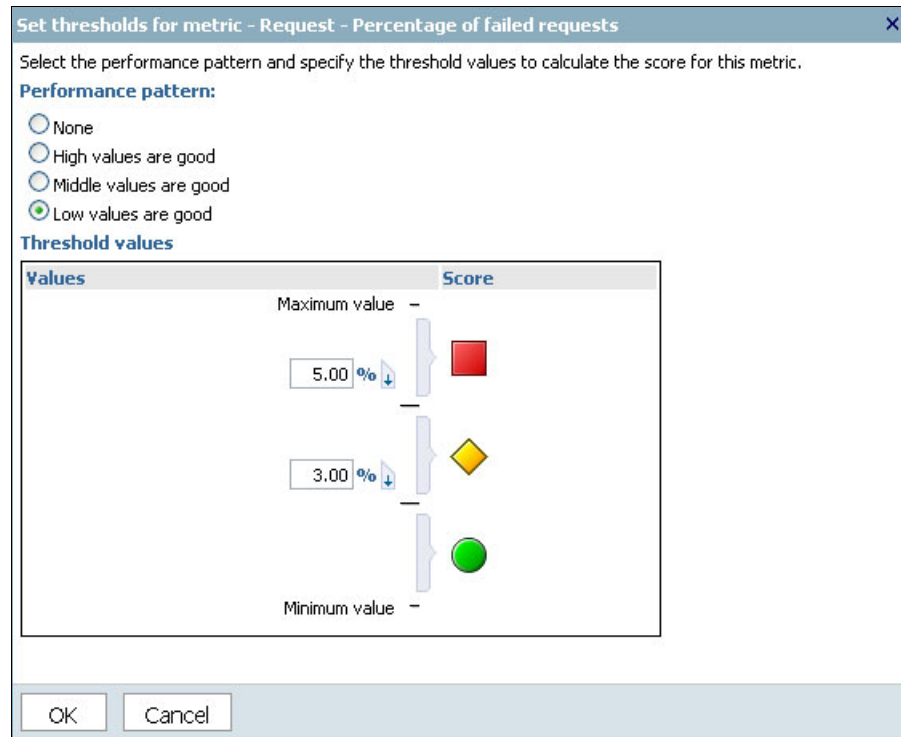 Set thresholds for metric - Request - Percentage of failed requests
Select the performance pattern and specify the threshold values to calculate the score for this metric.
Performance pattern:
None
High values are good
Middle values are good
Low values are good
Threshold values
Values Score
Maximum value
5.00 %
3.00 %
Minimum value
OK Cancel